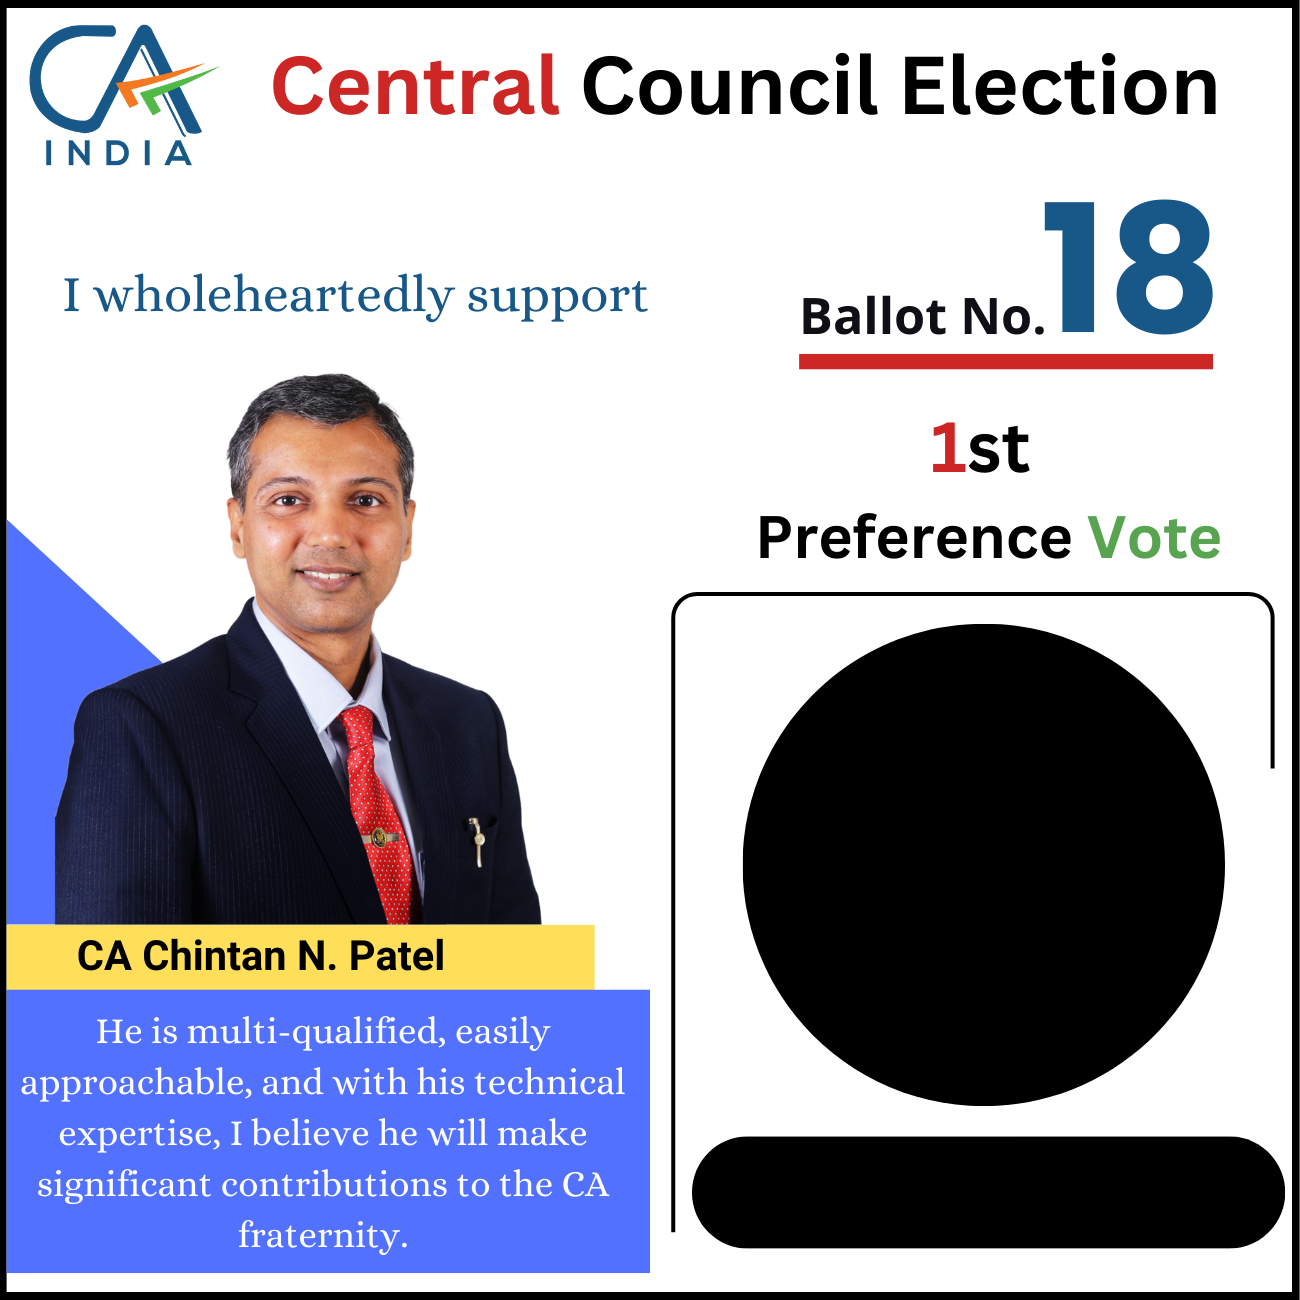 CA
INDIA
Central Council Election
I wholeheartedly support
Ballot No.18
1st
Preference Vote
CA Chintan N. Patel
He is multi-qualified, easily
approachable, and with his technical
expertise, I believe he will make
significant contributions to the CA
fraternity.